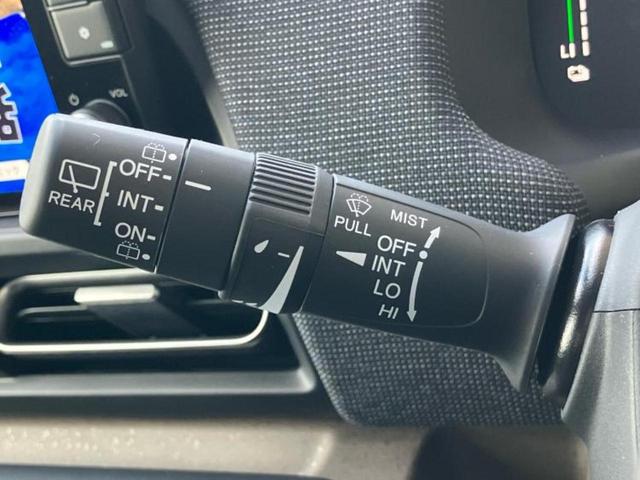 VOL
REAR
OFF
INT
ON
PULL
MIST
OFF
INT
LO
HI